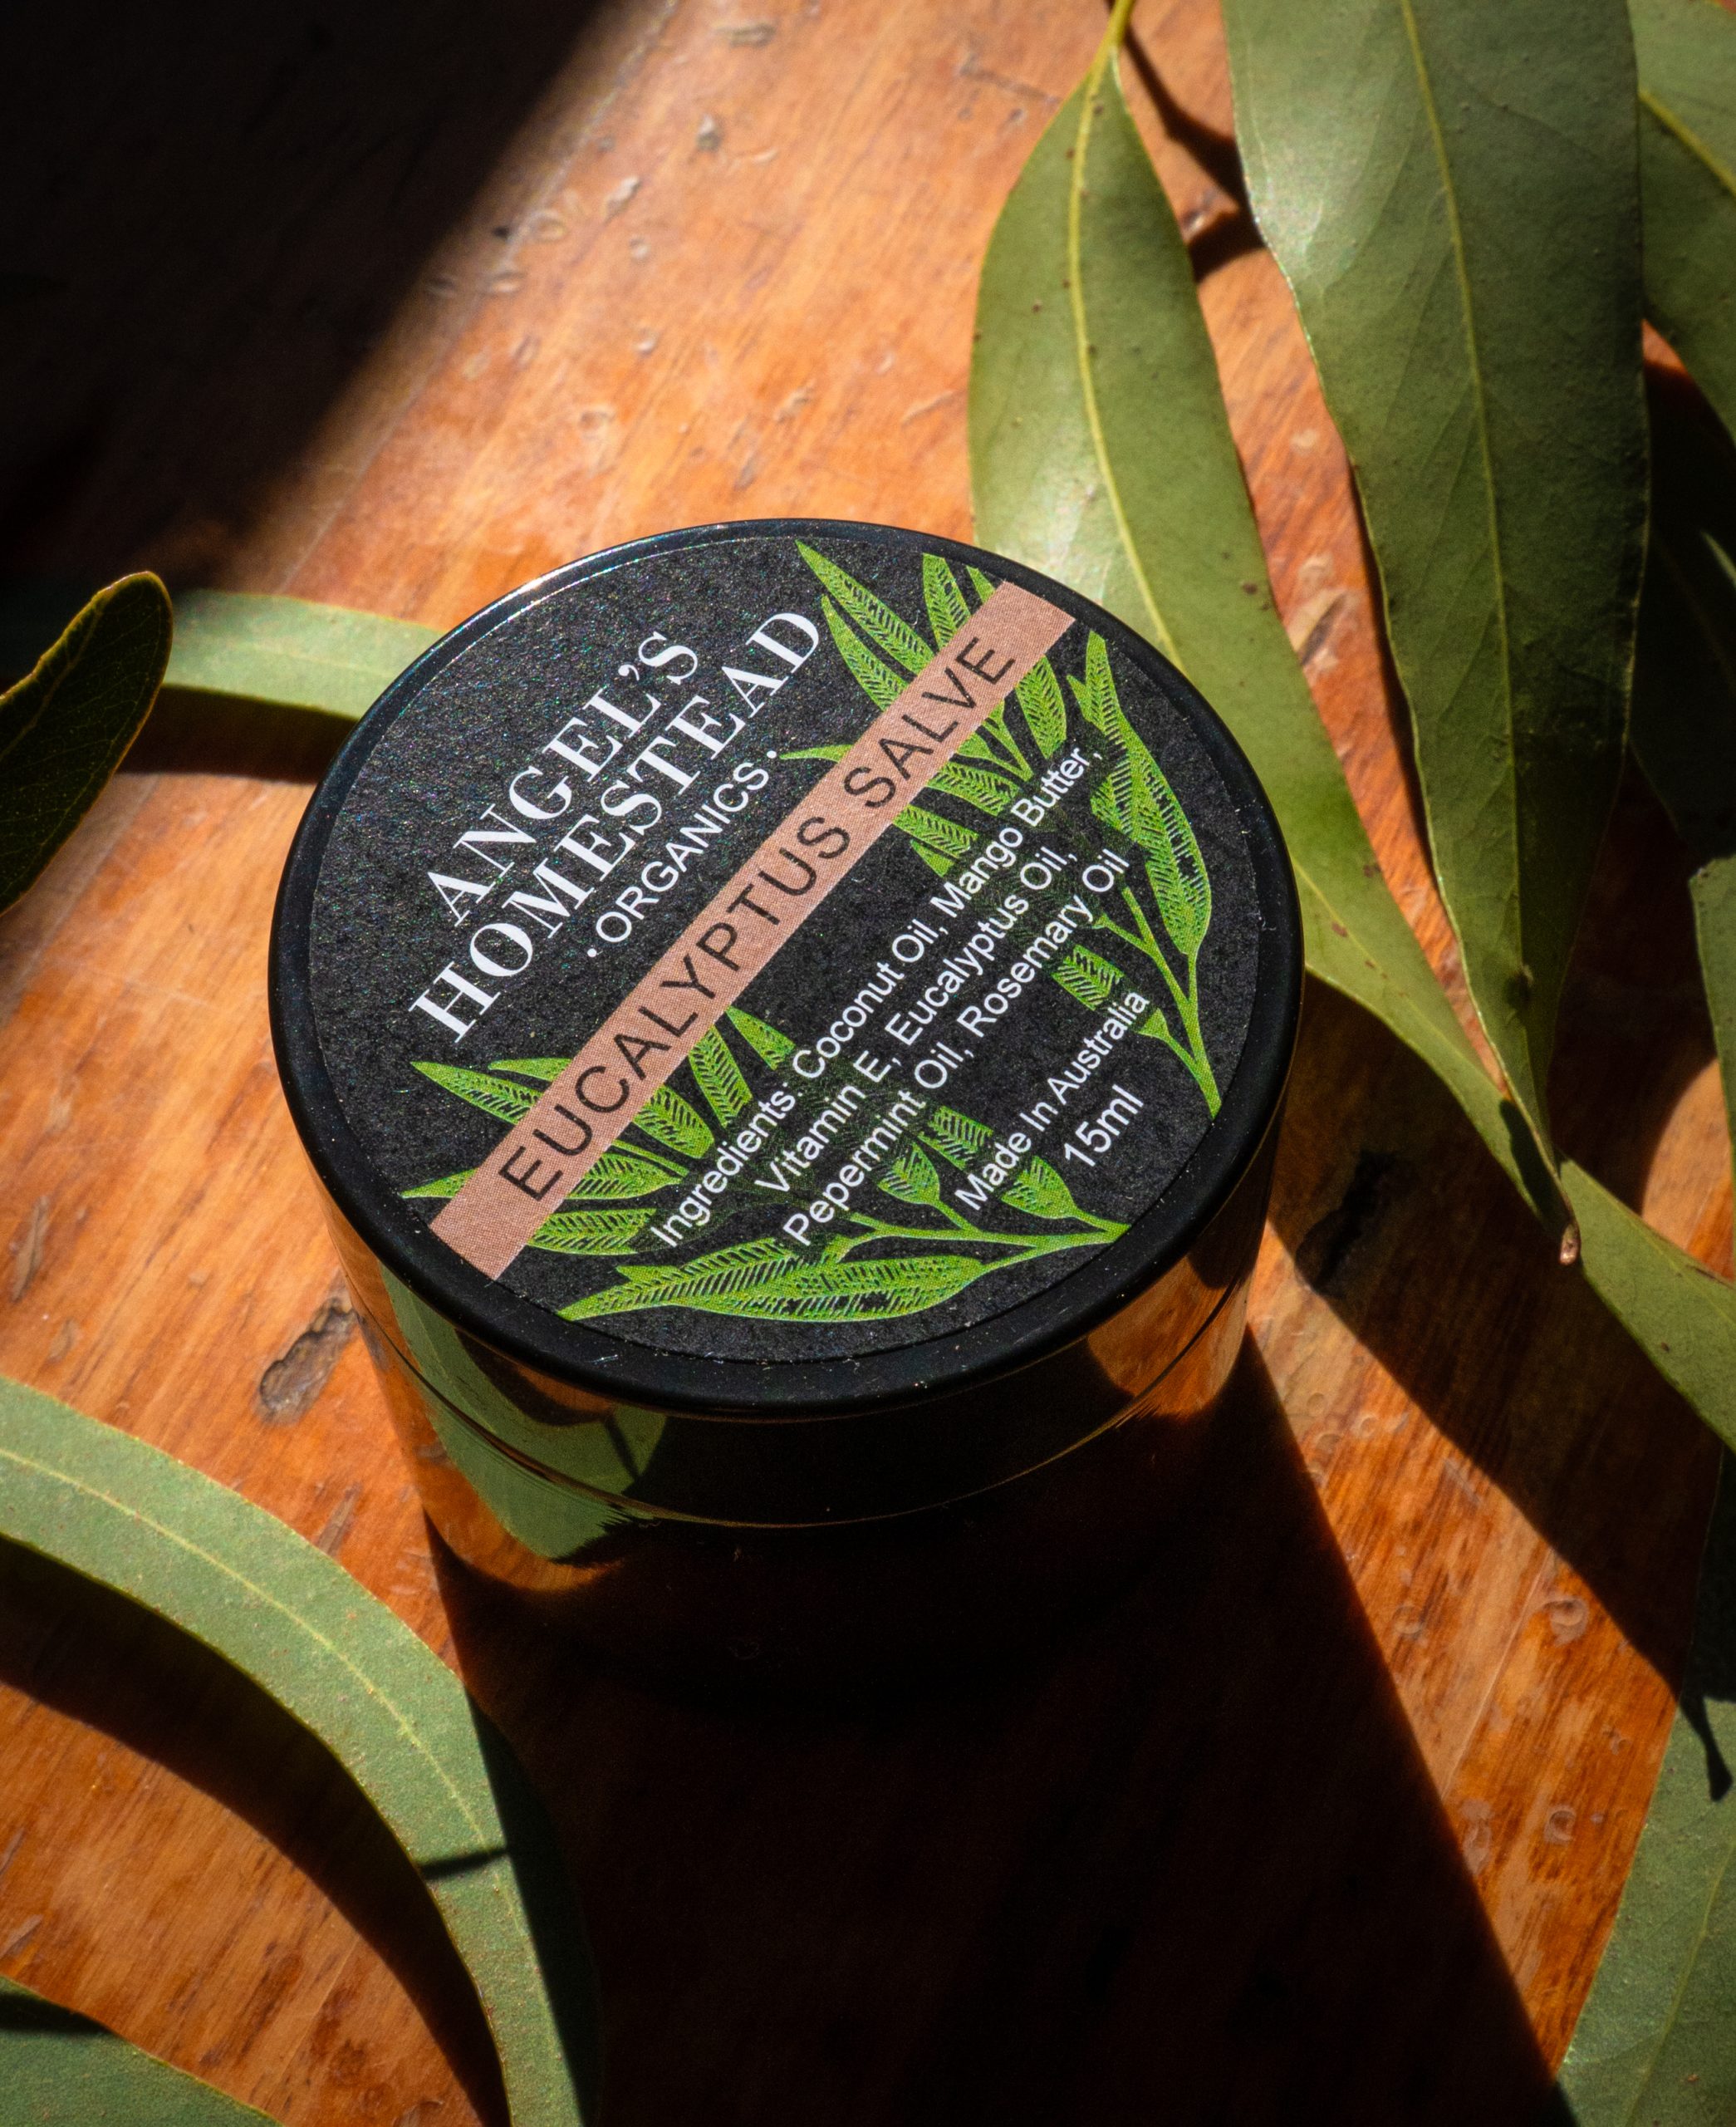 ANGEL'S
HOMESTEAD
·ORGANICS·
EUCALYPTUS SALVE
Ingredients: Coconut Oil, Mango Butter,
Vitamin E, Eucalyptus Oil,
Pepermint Oil, Rosemary Oil
Made In Australia
15ml